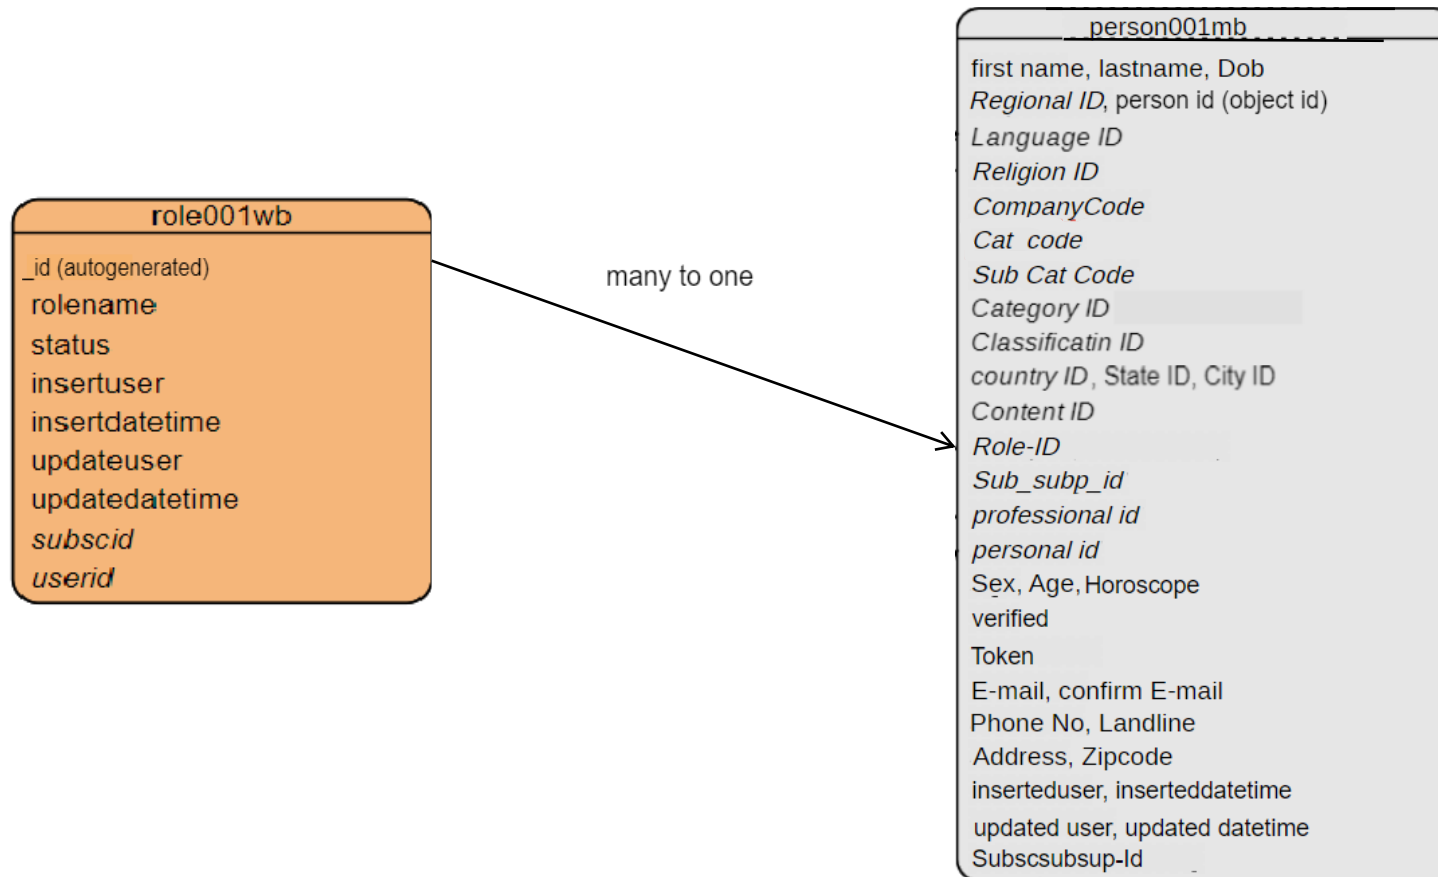 role001wb
_id (autogenerated)
rolename
status
insertuser
insertdatetime
updateuser
updatedatetime
subscid
userid
many to one
person001mb
first name, lastname, Dob
Regional ID, person id (object id)
Language ID
Religion ID
CompanyCode
Cat code
Sub Cat Code
Category ID
Classificatin ID
country ID, State ID, City ID
Content ID
Role-ID
Sub_subp_id
professional id
personal id
Sex, Age, Horoscope
verified
Token
E-mail, confirm E-mail
Phone No, Landline
Address, Zipcode
inserteduser, inserteddatetime
updated user, updated datetime
Subscsubsup-Id